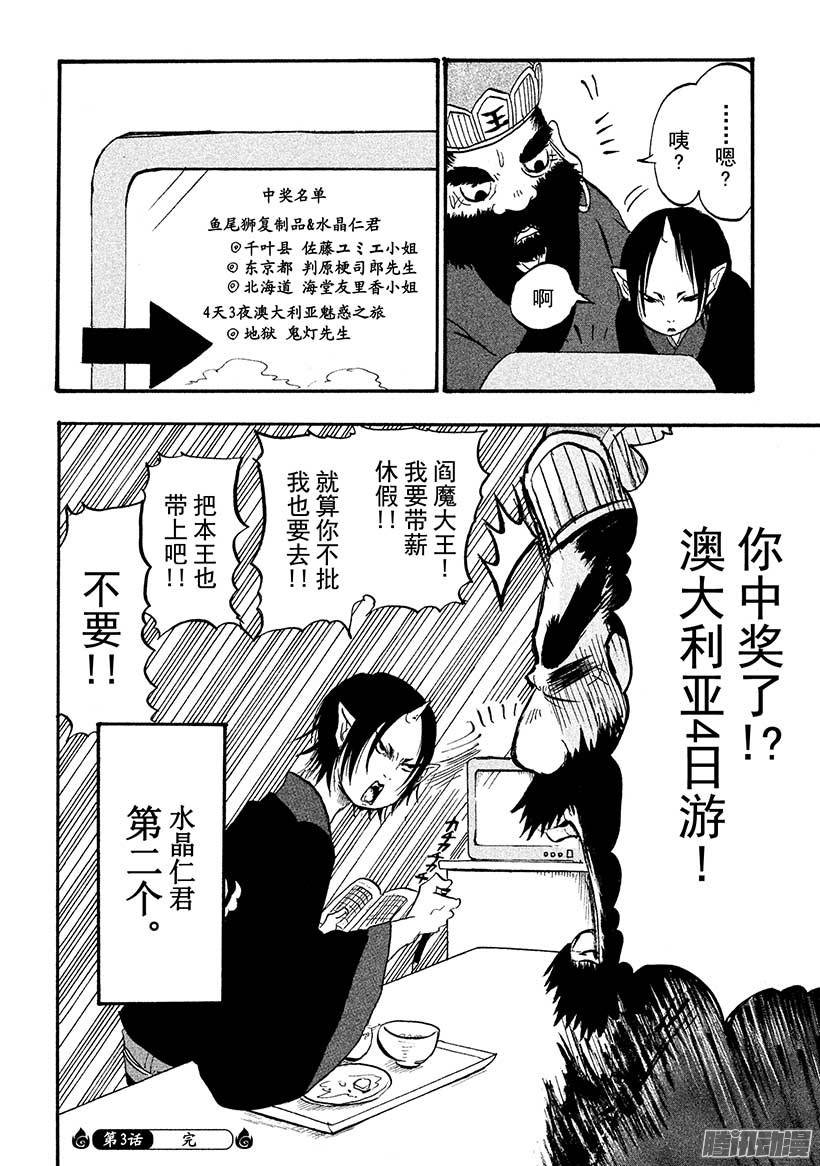 ……嗯?
咦?
王
啊
中奖名单
鱼尾狮复制品&水晶仁君
◎千叶县 佐藤ユミエ小姐
◎东京都 判原梗司郎先生
◎北海道 海堂友里香小姐
4天3夜澳大利亚魅惑之旅
◎地狱 鬼灯先生
你中奖了!?
澳大利亚4日游!
阎魔大王!
我要带薪
休假!!
就算你不批
我也要去!!
把本王也
带上吧!!
不要!!
カチ
カチ
水晶仁君
第二个。
第3话 完
腾讯动漫